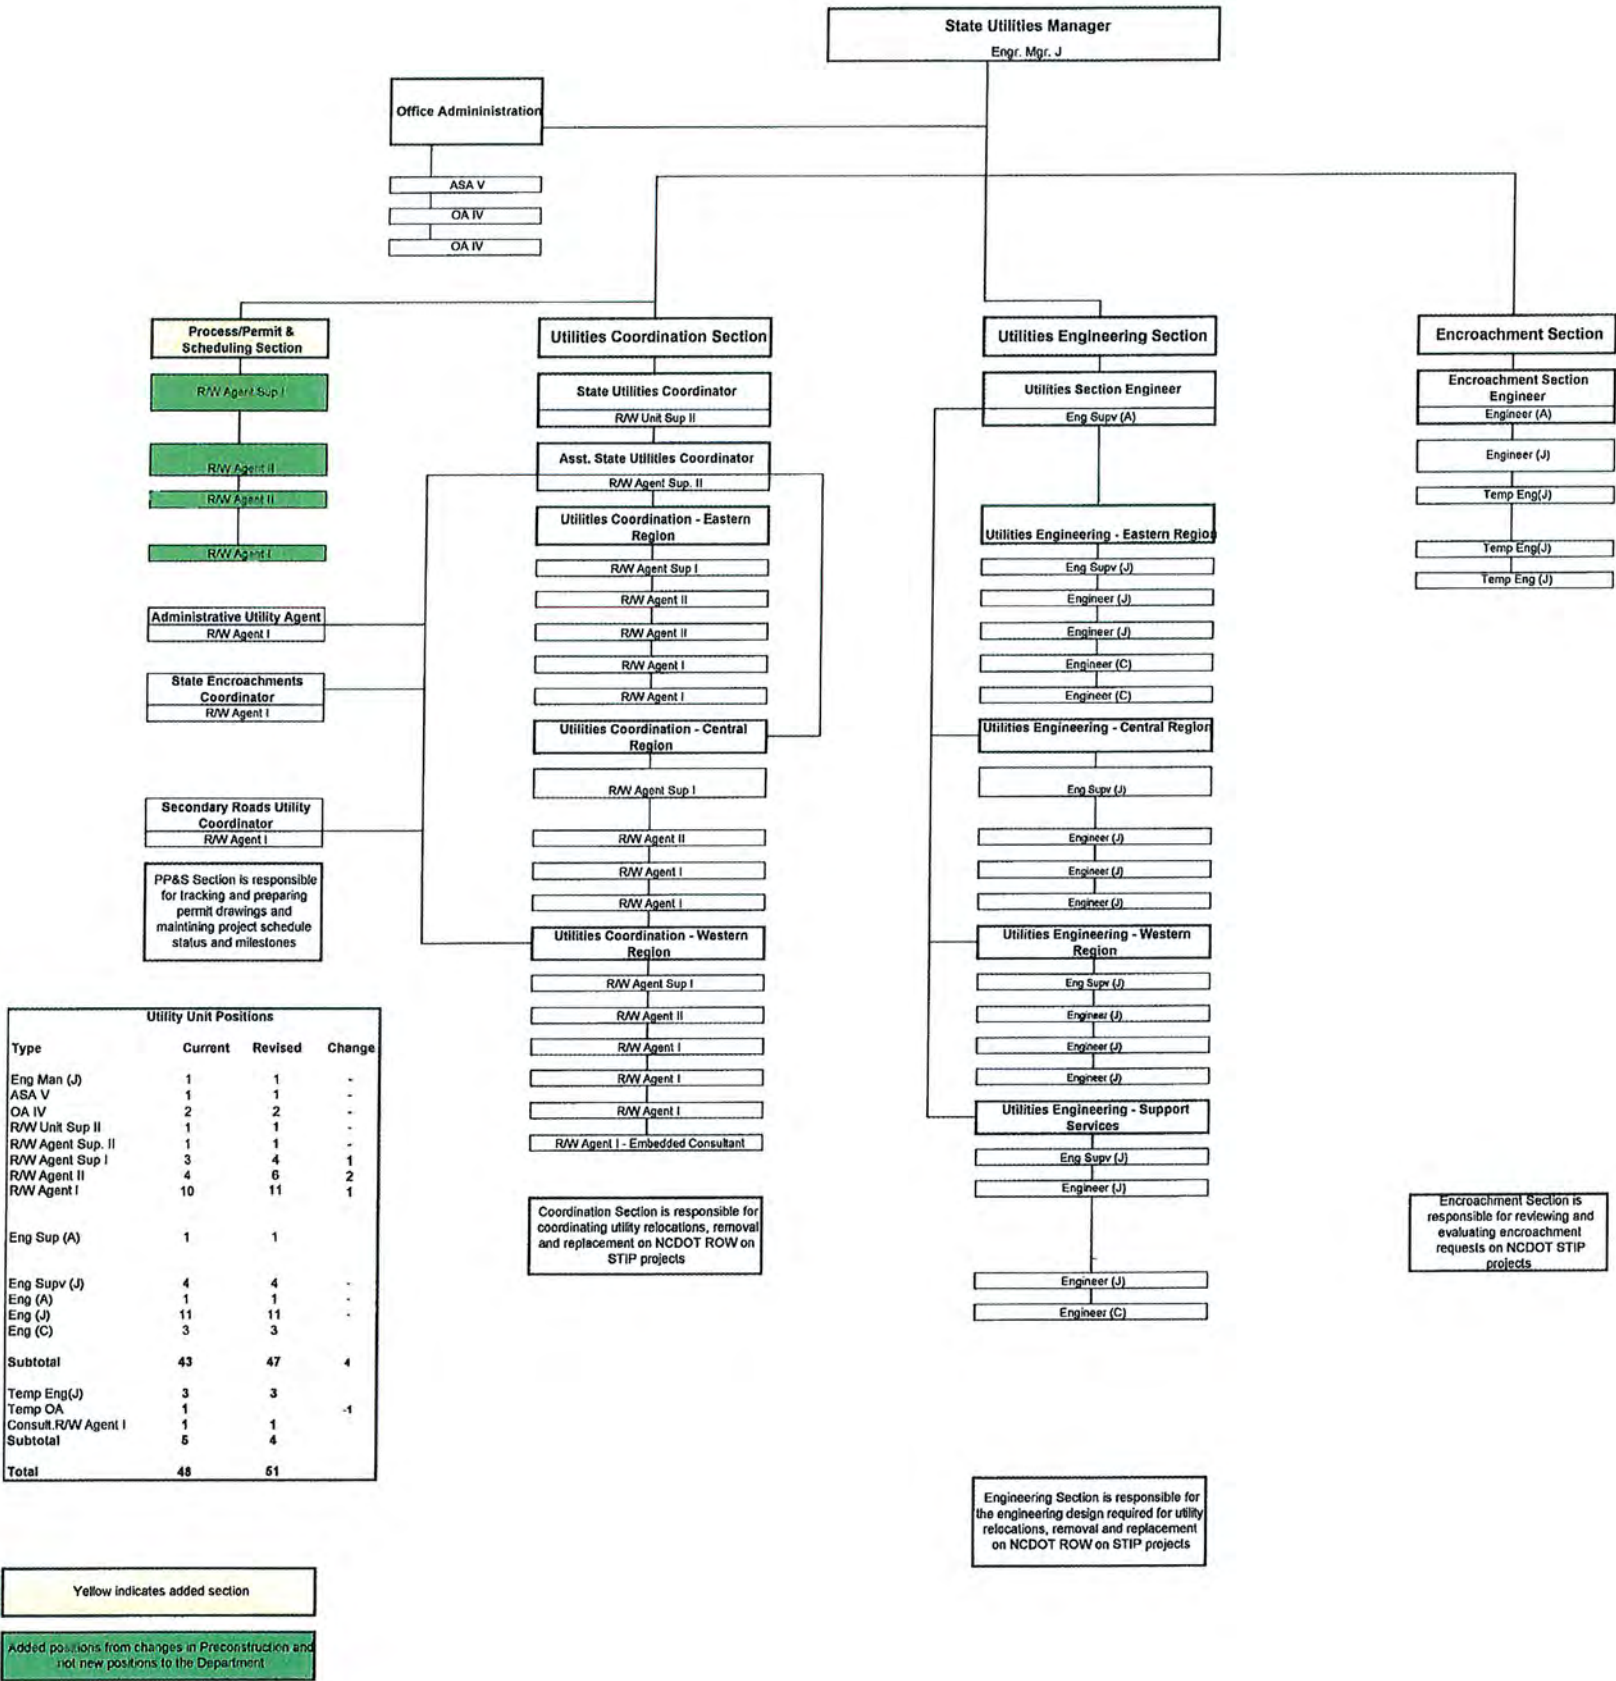 State Utilities Manager
Engr. Mgr. J
Office Admininistration
ASA V
OA IV
OA IV
Process/Permit &
Scheduling Section
R/W Agent Sup I
R/W Agent II
R/W Agent II
R/W Agent I
Administrative Utility Agent
R/W Agent I
State Encroachments
Coordinator
R/W Agent I
Secondary Roads Utility
Coordinator
R/W Agent I
PP&S Section is responsible
for tracking and preparing
permit drawings and
maintining project schedule
status and milestones
Utilities Coordination Section
State Utilities Coordinator
R/W Unit Sup II
Asst. State Utilities Coordinator
R/W Agent Sup. II
Utilities Coordination - Eastern
Region
R/W Agent Sup I
R/W Agent II
R/W Agent II
R/W Agent I
R/W Agent I
Utilities Coordination - Central
Region
R/W Agent Sup I
R/W Agent II
R/W Agent I
R/W Agent I
Utilities Coordination - Western
Region
R/W Agent Sup I
R/W Agent II
R/W Agent I
R/W Agent I
R/W Agent I
R/W Agent I - Embedded Consultant
Coordination Section is responsible for
coordinating utility relocations, removal
and replacement on NCDOT ROW on
STIP projects
Utilities Engineering Section
Utilities Section Engineer
Eng Supv (A)
Utilities Engineering - Eastern Region
Eng Supv (J)
Engineer (J)
Engineer (J)
Engineer (C)
Engineer (C)
Utilities Engineering - Central Region
Eng Supv (J)
Engineer (J)
Engineer (J)
Engineer (J)
Utilities Engineering - Western
Region
Eng Supv (J)
Engineer (J)
Engineer (J)
Engineer (J)
Utilities Engineering - Support
Services
Eng Supv (J)
Engineer (J)
Engineer (J)
Engineer (C)
Engineering Section is responsible for
the engineering design required for utility
relocations, removal and replacement
on NCDOT ROW on STIP projects
Encroachment Section
Encroachment Section
Engineer
Engineer (A)
Engineer (J)
Temp Eng(J)
Temp Eng(J)
Temp Eng (J)
Encroachment Section is
responsible for reviewing and
evaluating encroachment
requests on NCDOT STIP
projects
Utility Unit Positions
Type Current Revised Change
Eng Man (J) 1 1 -
ASA V 1 1 -
OA IV 2 2 -
R/W Unit Sup II 1 1 -
R/W Agent Sup. II 1 1 -
R/W Agent Sup I 3 4 1
R/W Agent II 4 6 2
R/W Agent I 10 11 1
Eng Sup (A) 1 1
Eng Supv (J) 4 4 -
Eng (A) 1 1 -
Eng (J) 11 11 -
Eng (C) 3 3
Subtotal 43 47 4
Temp Eng(J) 3 3
Temp OA 1 -1
Consult.R/W Agent I 1 1
Subtotal 5 4
Total 48 51
Yellow indicates added section
Added positions from changes in Preconstruction and
not new positions to the Department